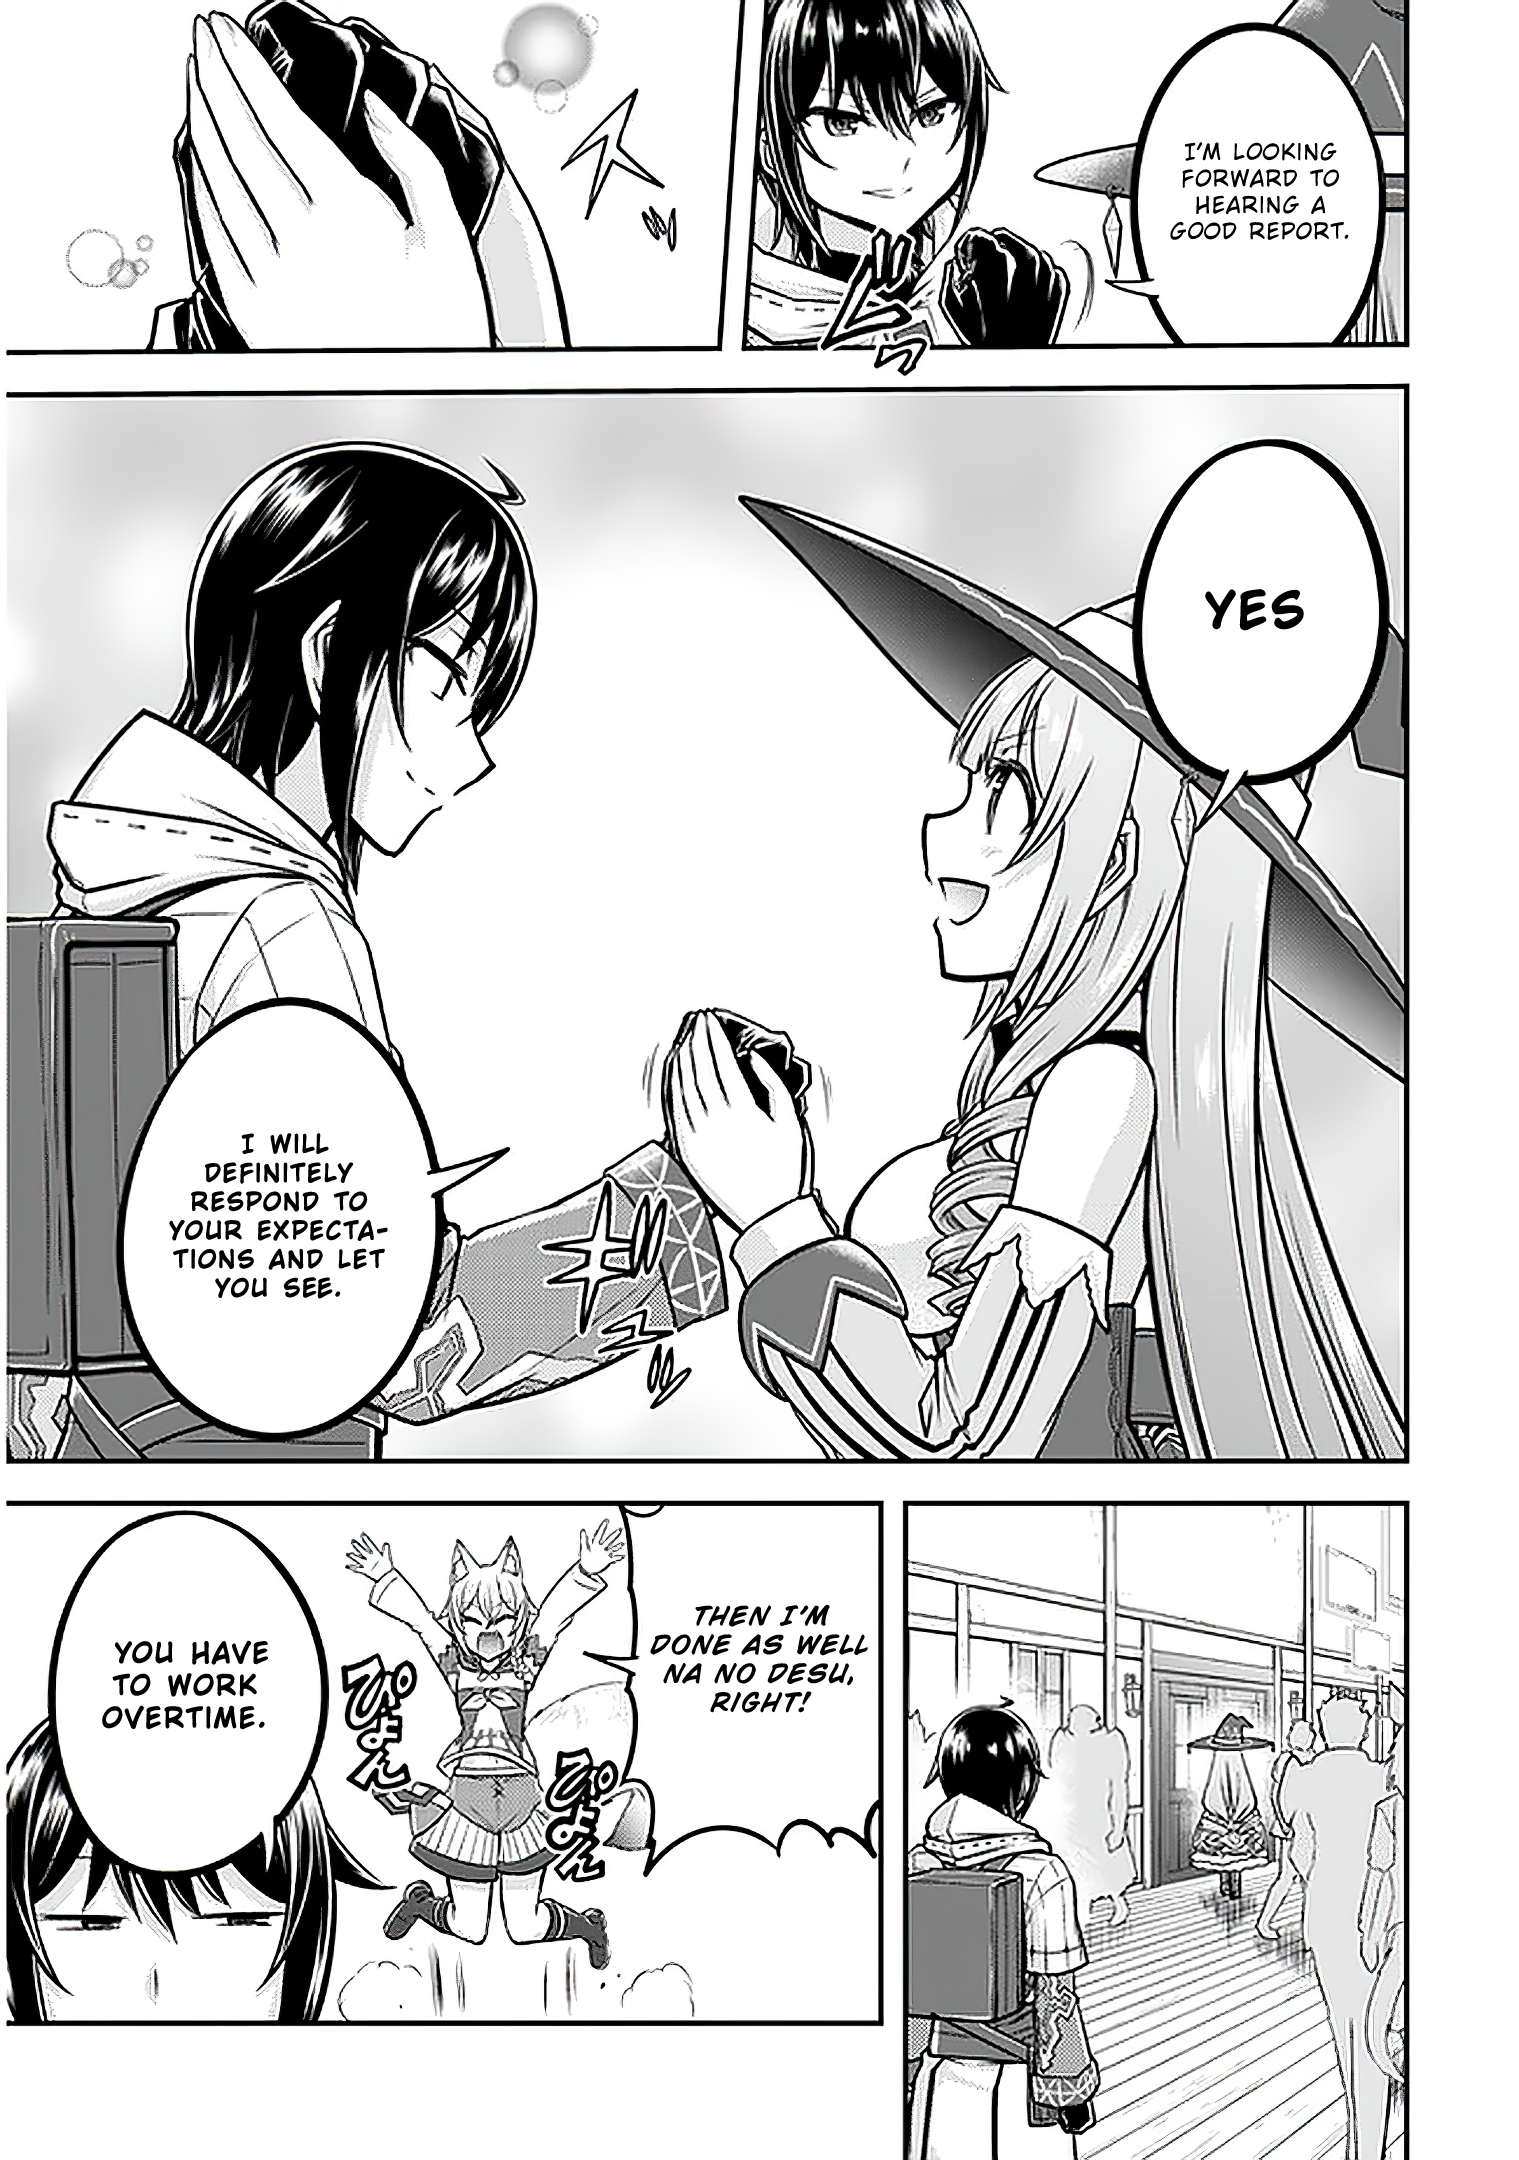 I'M LOOKING
FORWARD TO
HEARING A
GOOD REPORT.
YES
I WILL
DEFINITELY
RESPOND TO
YOUR EXPECTA-
TIONS AND LET
YOU SEE.
THEN I'M
DONE AS WELL
NA NO DESU,
RIGHT!
ぴょん
ぴょん
YOU HAVE
TO WORK
OVERTIME.